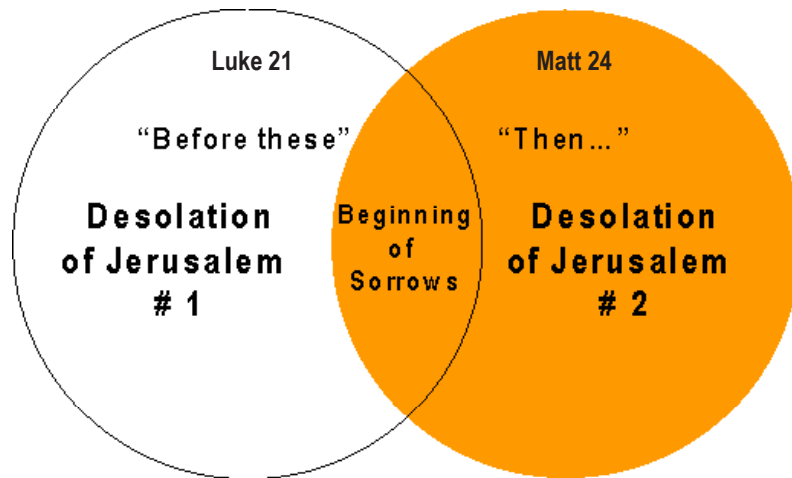 Luke 21
Matt 24
“Before these”
“Then...”
Desolation
of Jerusalem
# 1
Beginning
of
Sorrows
Desolation
of Jerusalem
# 2